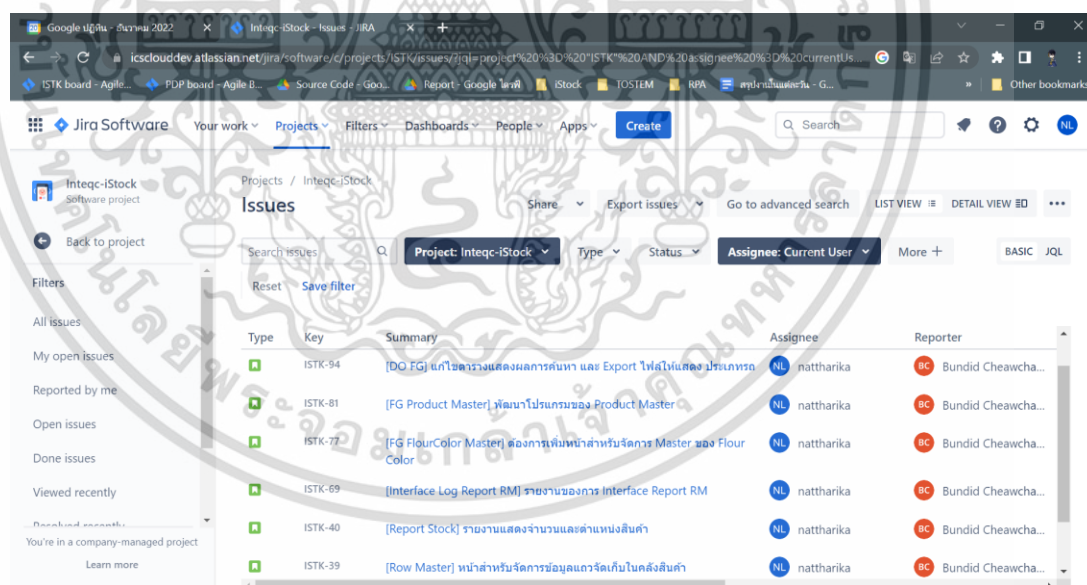 Google ปฏิทิน - ธันวาคม 2022
Inteqc-iStock - Issues - JIRA
icsclouddev.atlassian.net/jira/software/c/projects/ISTK/issues/?jql=project%20%3D%20"ISTK"%20AND%20assignee%20%3D%20currentUs...
ISTK board - Agile...
PDP board - Agile B...
Source Code - Goo...
Report - Google ไดรฟ์
iStock
TOSTEM
RPA
สรุปงานในแต่ละวัน - G...
Other bookmarks
Jira Software
Your work
Projects
Filters
Dashboards
People
Apps
Create
Search
NL
Inteqc-iStock
Software project
Back to project
Projects / Inteqc-iStock
Issues
Share
Export issues
Go to advanced search
LIST VIEW
DETAIL VIEW
Search issues
Project: Inteqc-iStock
Type
Status
Assignee: Current User
More +
BASIC JQL
Reset
Save filter
Filters
All issues
My open issues
Reported by me
Open issues
Done issues
Viewed recently
Resolved recently
You're in a company-managed project
Learn more
Type Key Summary Assignee Reporter
ISTK-94 [DO FG] แก้ไขตารางแสดงผลการค้นหา และ Export ไฟล์ให้แสดง ประเภทรถ NL nattharika BC Bundid Cheawcha...
ISTK-81 [FG Product Master] พัฒนาโปรแกรมของ Product Master NL nattharika BC Bundid Cheawcha...
ISTK-77 [FG FlourColor Master] ต้องการเพิ่มหน้าสำหรับจัดการ Master ของ Flour NL nattharika BC Bundid Cheawcha...
Color
ISTK-69 [Interface Log Report RM] รายงานของการ Interface Report RM NL nattharika BC Bundid Cheawcha...
ISTK-40 [Report Stock] รายงานแสดงจำนวนและตำแหน่งสินค้า NL nattharika BC Bundid Cheawcha...
ISTK-39 [Row Master] หน้าสำหรับจัดการข้อมูลแถวจัดเก็บในคลังสินค้า NL nattharika BC Bundid Cheawcha...